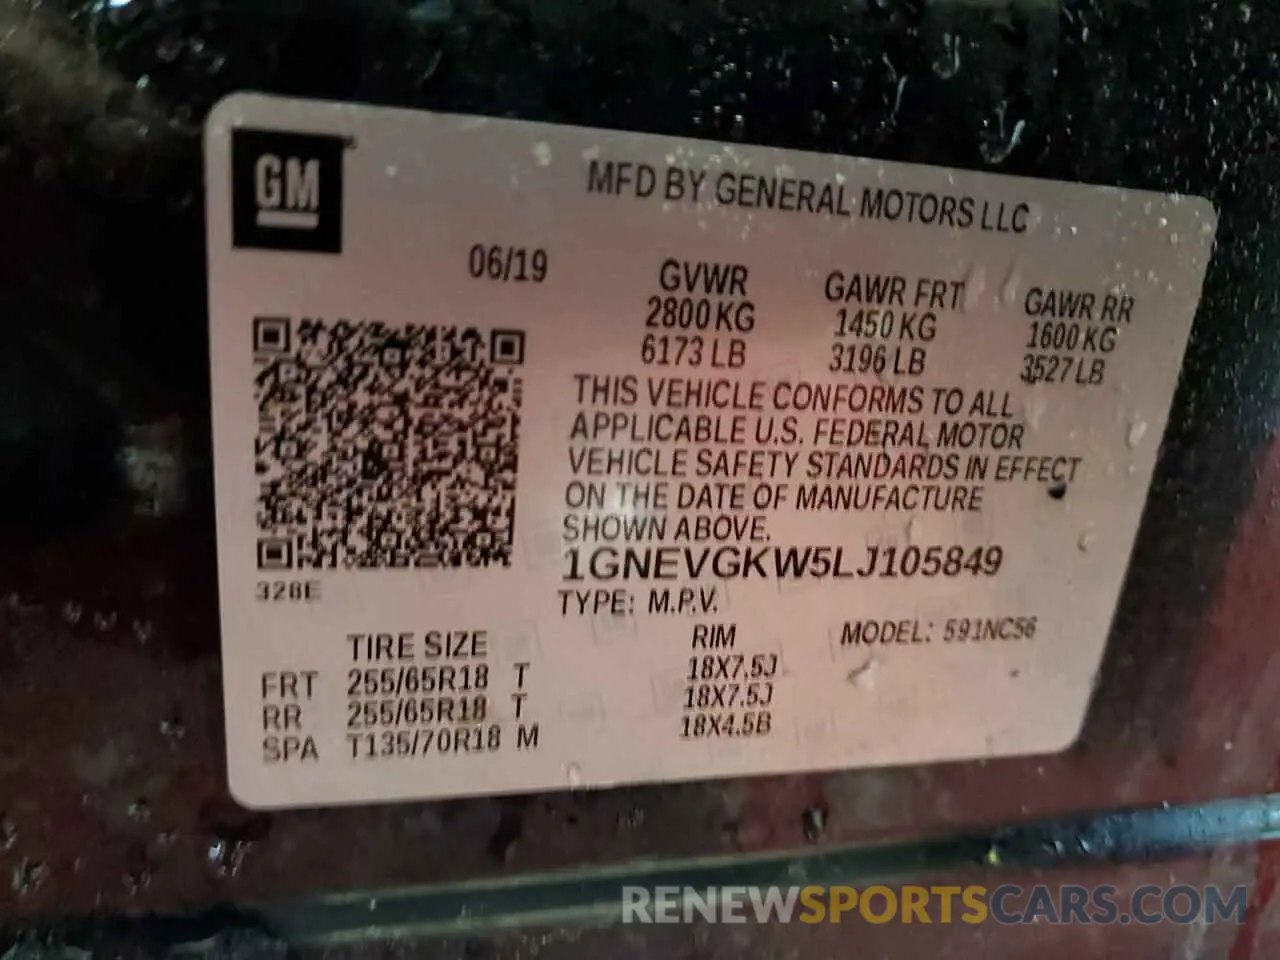 GM
MFD BY GENERAL MOTORS LLC
06/19
GVWR GAWR FRT GAWR RR
2800 KG 1450 KG 1600 KG
6173 LB 3196 LB 3527 LB
THIS VEHICLE CONFORMS TO ALL
APPLICABLE U.S. FEDERAL MOTOR
VEHICLE SAFETY STANDARDS IN EFFECT
ON THE DATE OF MANUFACTURE
SHOWN ABOVE.
1GNEVGKW5LJ105849
328E
TYPE: M.P.V.
TIRE SIZE RIM MODEL: 591NC56
FRT 255/65R18 T 18X7.5J
RR 255/65R18 T 18X7.5J
SPA T135/70R18 M 18X4.5B
RENEWSPORTSCARS.COM